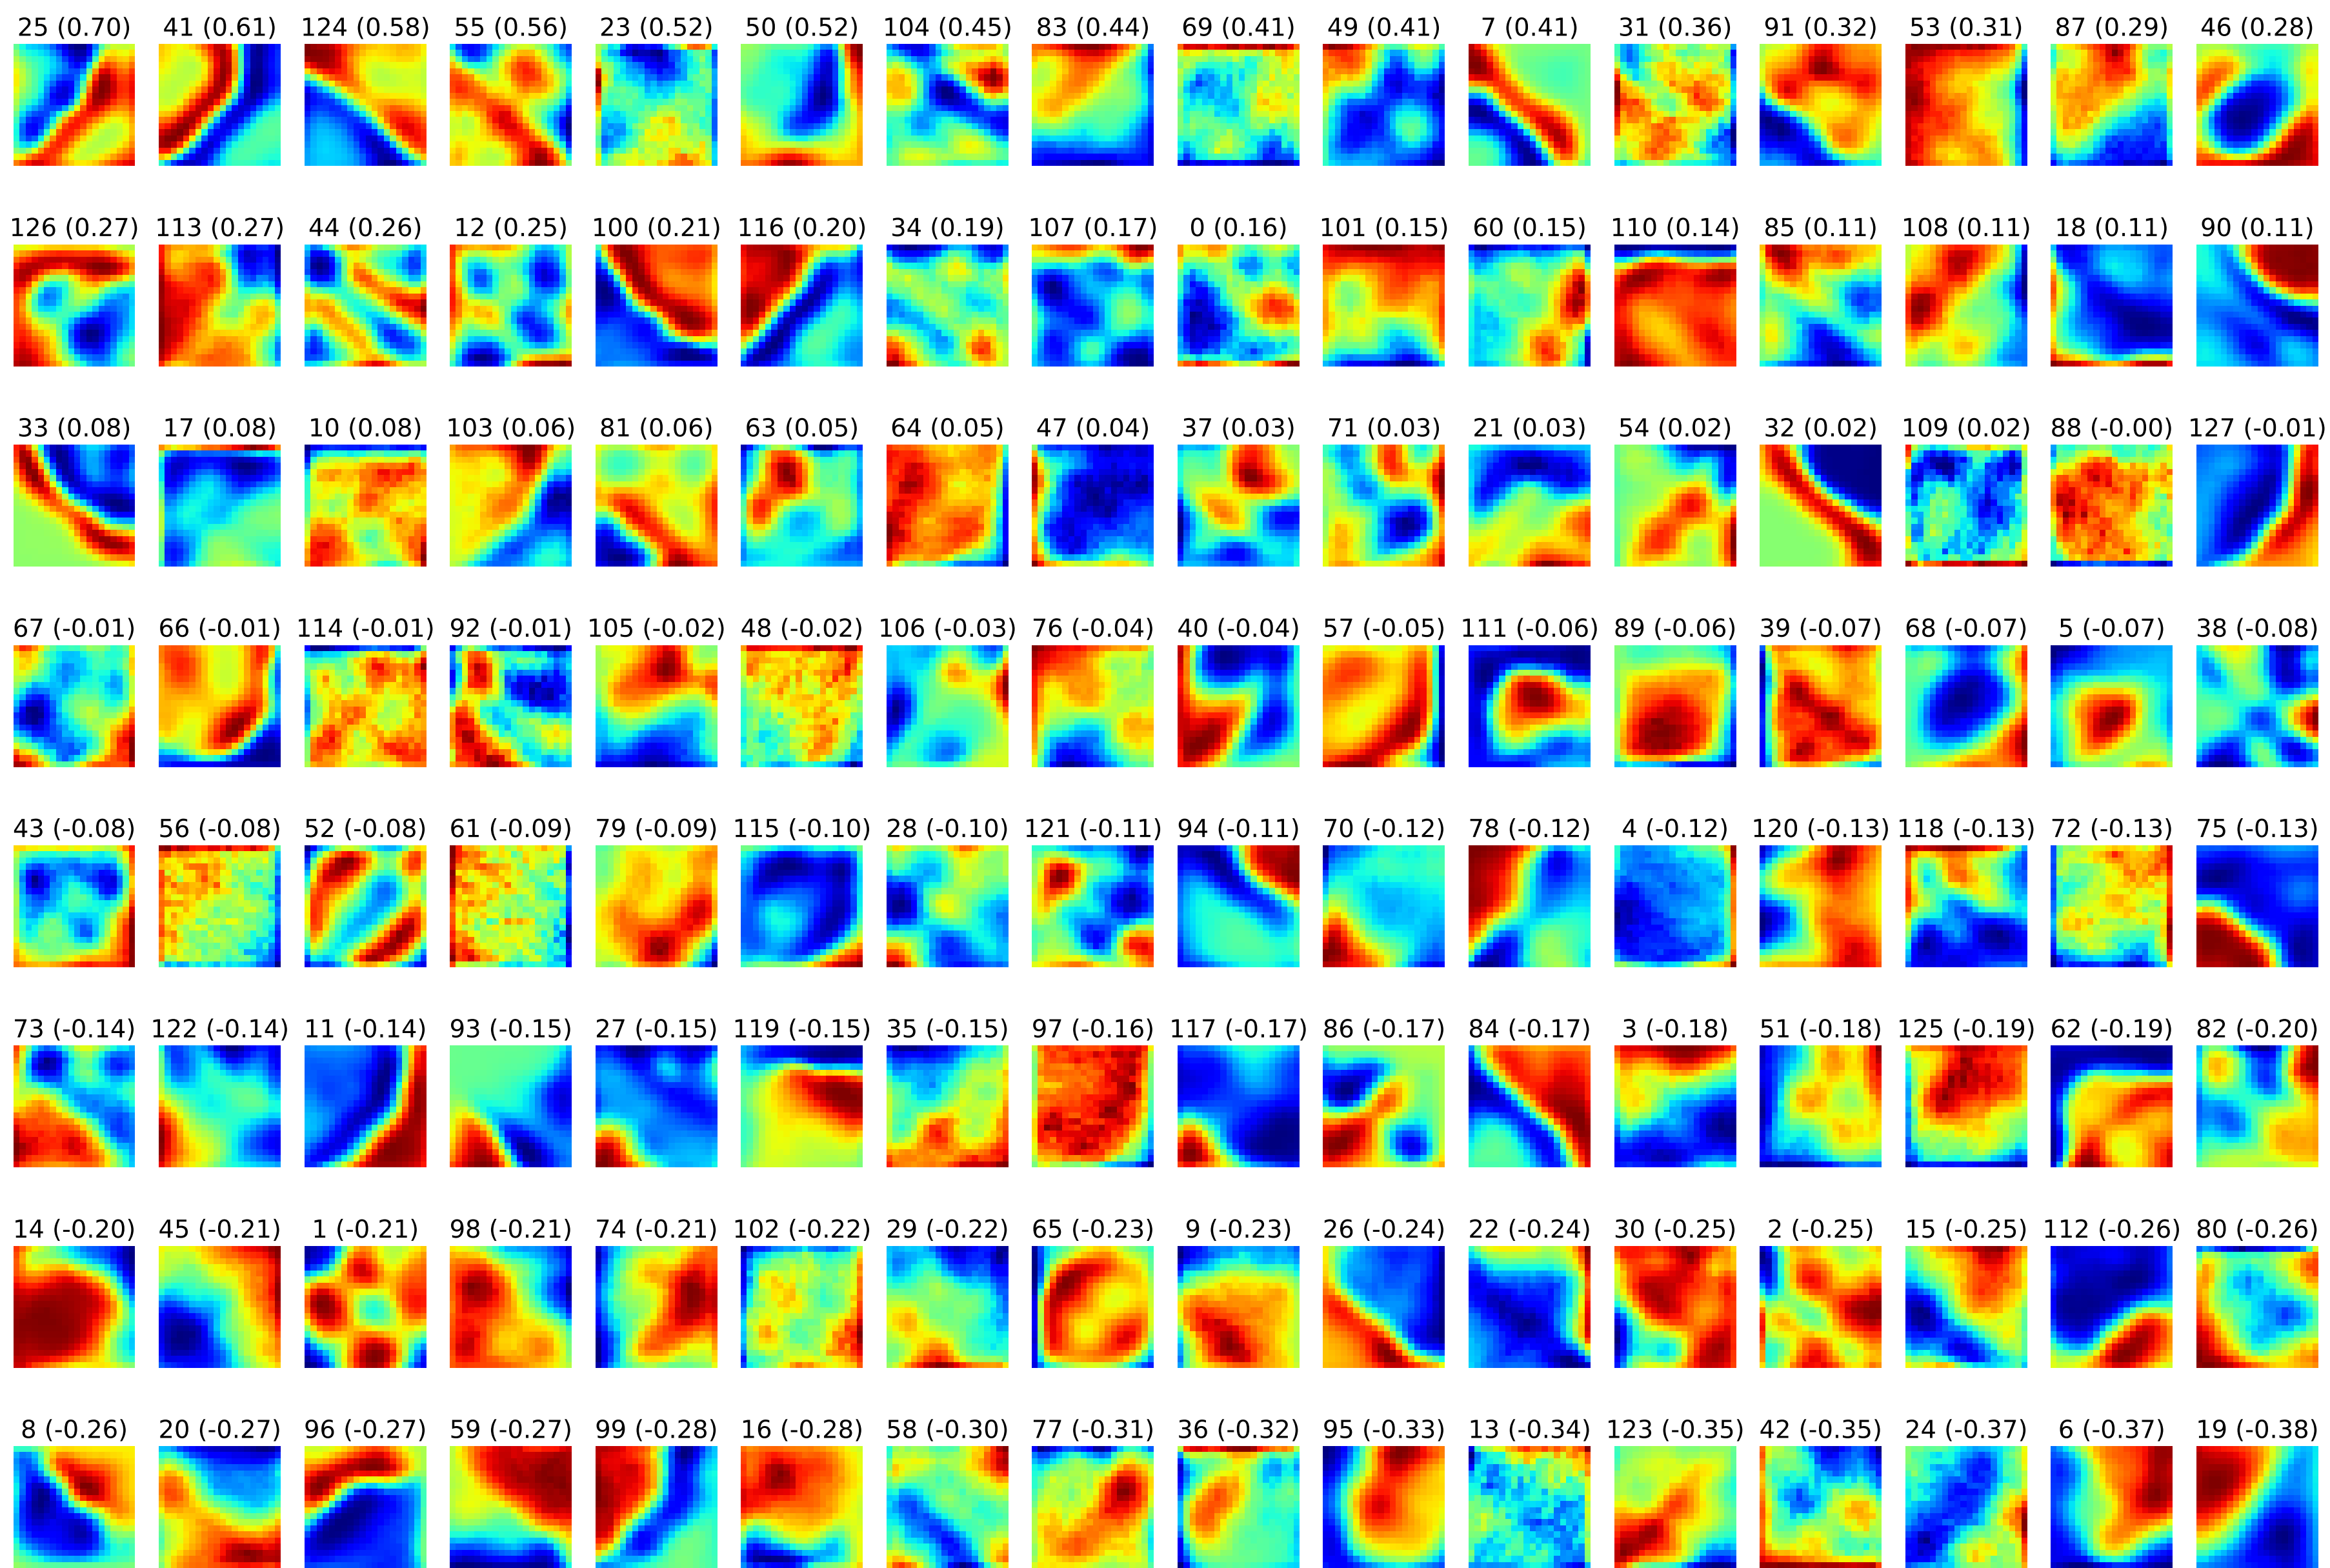 25 (0.70) 41 (0.61) 124 (0.58) 55 (0.56) 23 (0.52) 50 (0.52) 104 (0.45) 83 (0.44) 69 (0.41) 49 (0.41) 7 (0.41) 31 (0.36) 91 (0.32) 53 (0.31) 87 (0.29) 46 (0.28)
126 (0.27) 113 (0.27) 44 (0.26) 12 (0.25) 100 (0.21) 116 (0.20) 34 (0.19) 107 (0.17) 0 (0.16) 101 (0.15) 60 (0.15) 110 (0.14) 85 (0.11) 108 (0.11) 18 (0.11) 90 (0.11)
33 (0.08) 17 (0.08) 10 (0.08) 103 (0.06) 81 (0.06) 63 (0.05) 64 (0.05) 47 (0.04) 37 (0.03) 71 (0.03) 21 (0.03) 54 (0.02) 32 (0.02) 109 (0.02) 88 (-0.00) 127 (-0.01)
67 (-0.01) 66 (-0.01) 114 (-0.01) 92 (-0.01) 105 (-0.02) 48 (-0.02) 106 (-0.03) 76 (-0.04) 40 (-0.04) 57 (-0.05) 111 (-0.06) 89 (-0.06) 39 (-0.07) 68 (-0.07) 5 (-0.07) 38 (-0.08)
43 (-0.08) 56 (-0.08) 52 (-0.08) 61 (-0.09) 79 (-0.09) 115 (-0.10) 28 (-0.10) 121 (-0.11) 94 (-0.11) 70 (-0.12) 78 (-0.12) 4 (-0.12) 120 (-0.13) 118 (-0.13) 72 (-0.13) 75 (-0.13)
73 (-0.14) 122 (-0.14) 11 (-0.14) 93 (-0.15) 27 (-0.15) 119 (-0.15) 35 (-0.15) 97 (-0.16) 117 (-0.17) 86 (-0.17) 84 (-0.17) 3 (-0.18) 51 (-0.18) 125 (-0.19) 62 (-0.19) 82 (-0.20)
14 (-0.20) 45 (-0.21) 1 (-0.21) 98 (-0.21) 74 (-0.21) 102 (-0.22) 29 (-0.22) 65 (-0.23) 9 (-0.23) 26 (-0.24) 22 (-0.24) 30 (-0.25) 2 (-0.25) 15 (-0.25) 112 (-0.26) 80 (-0.26)
8 (-0.26) 20 (-0.27) 96 (-0.27) 59 (-0.27) 99 (-0.28) 16 (-0.28) 58 (-0.30) 77 (-0.31) 36 (-0.32) 95 (-0.33) 13 (-0.34) 123 (-0.35) 42 (-0.35) 24 (-0.37) 6 (-0.37) 19 (-0.38)